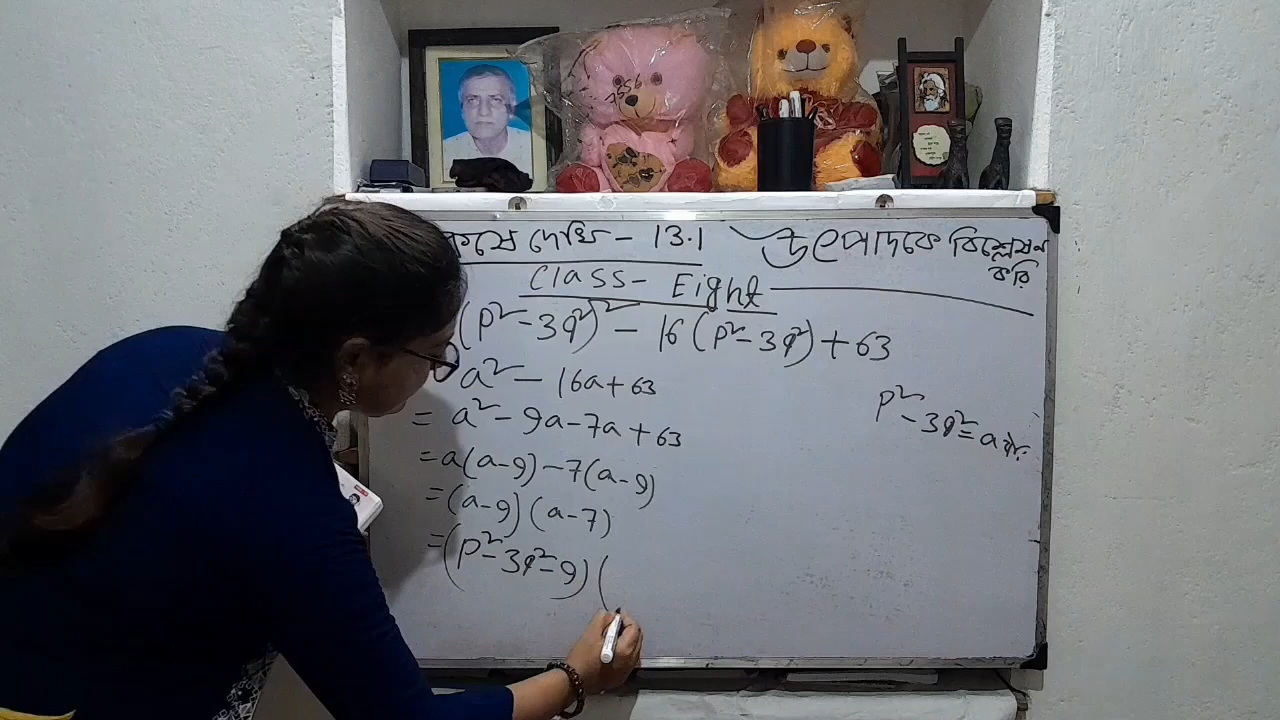 কষে দেখি – 13.1 উৎপাদকে বিশ্লেষণ করি
Class – Eight
(p² - 3q²)² - 16(p² - 3q²) + 63
a² - 16a + 63
= a² - 9a - 7a + 63
= a(a-9) - 7(a-9)
= (a-9)(a-7)
= (p² - 3q² - 9)(
p² - 3q² = a ধরে